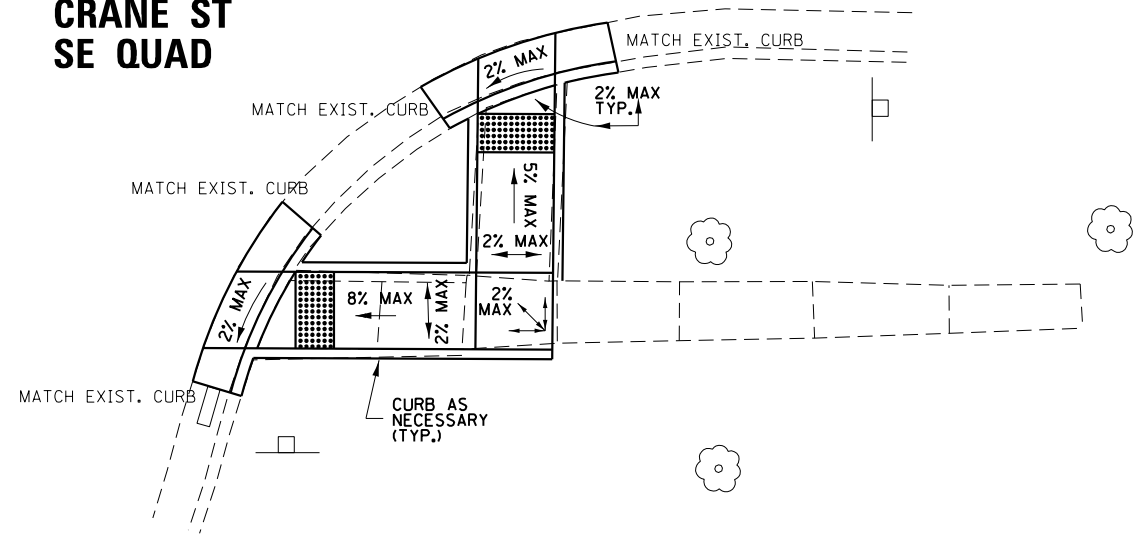 CRANE ST
SE QUAD
MATCH EXIST. CURB
2% MAX
2% MAX
TYP.
MATCH EXIST. CURB
MATCH EXIST. CURB
5% MAX
2% MAX
2% MAX
8% MAX
2% MAX
2%
MAX
MATCH EXIST. CURB
CURB AS
NECESSARY
(TYP.)